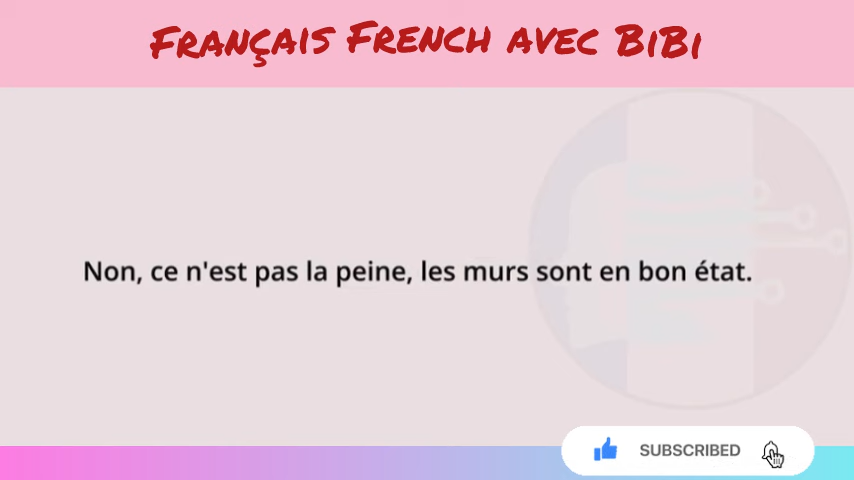 Français French avec BiBi
Non, ce n'est pas la peine, les murs sont en bon état.
SUBSCRIBED